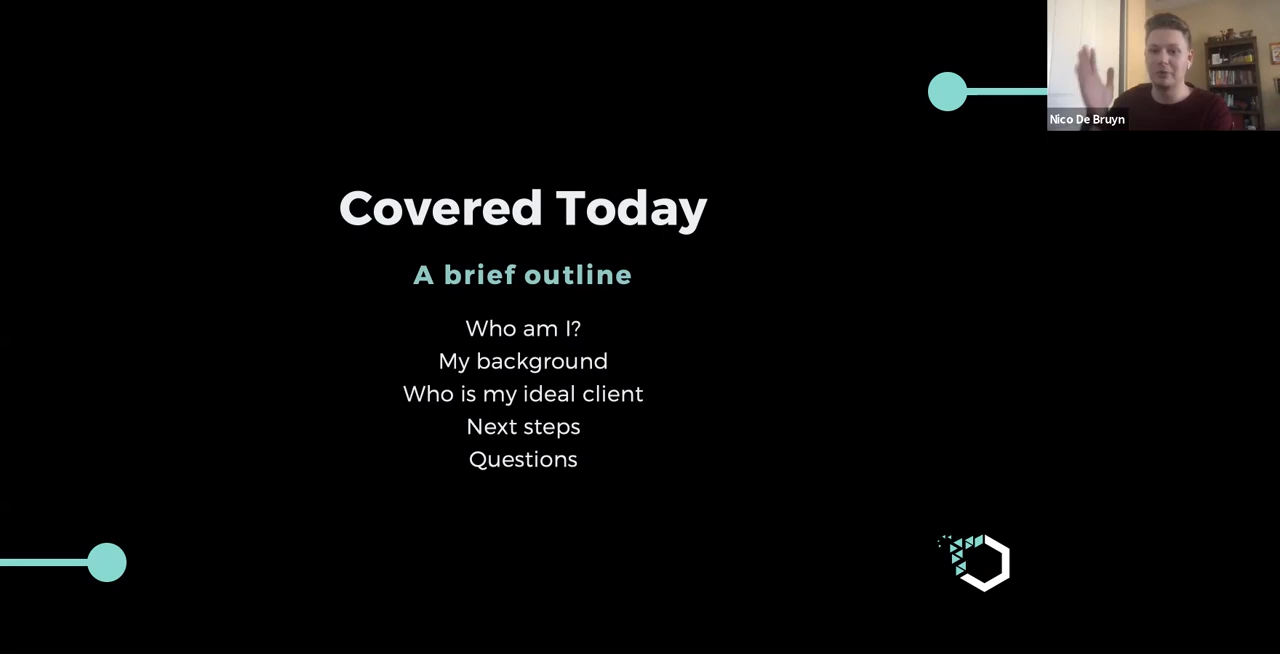 Nico De Bruyn
Covered Today
A brief outline
Who am I?
My background
Who is my ideal client
Next steps
Questions